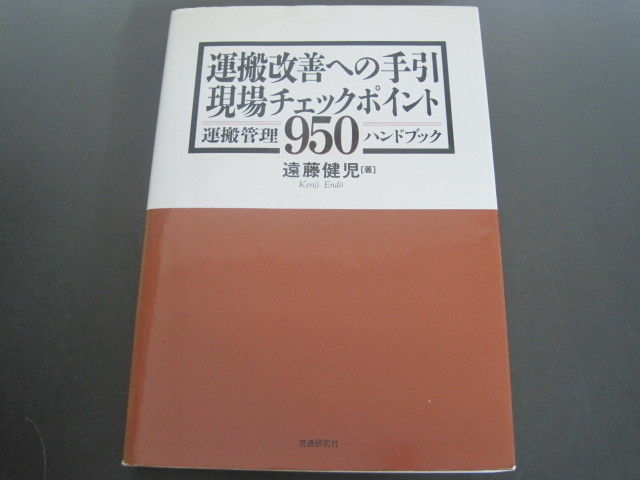 運搬改善への手引
現場チェックポイント
運搬管理950ハンドブック
遠藤健児[著]
Kenji Endō
流通研究社